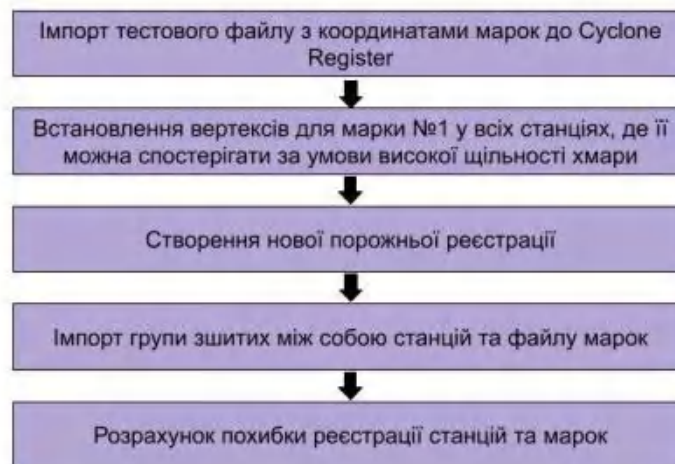 Імпорт тестового файлу з координатами марок до Cyclone
Register
Встановлення вертексів для марки №1 у всіх станціях, де її
можна спостерігати за умови високої щільності хмари
Створення нової порожньої реєстрації
Імпорт групи зшитих між собою станцій та файлу марок
Розрахунок похибки реєстрації станцій та марок